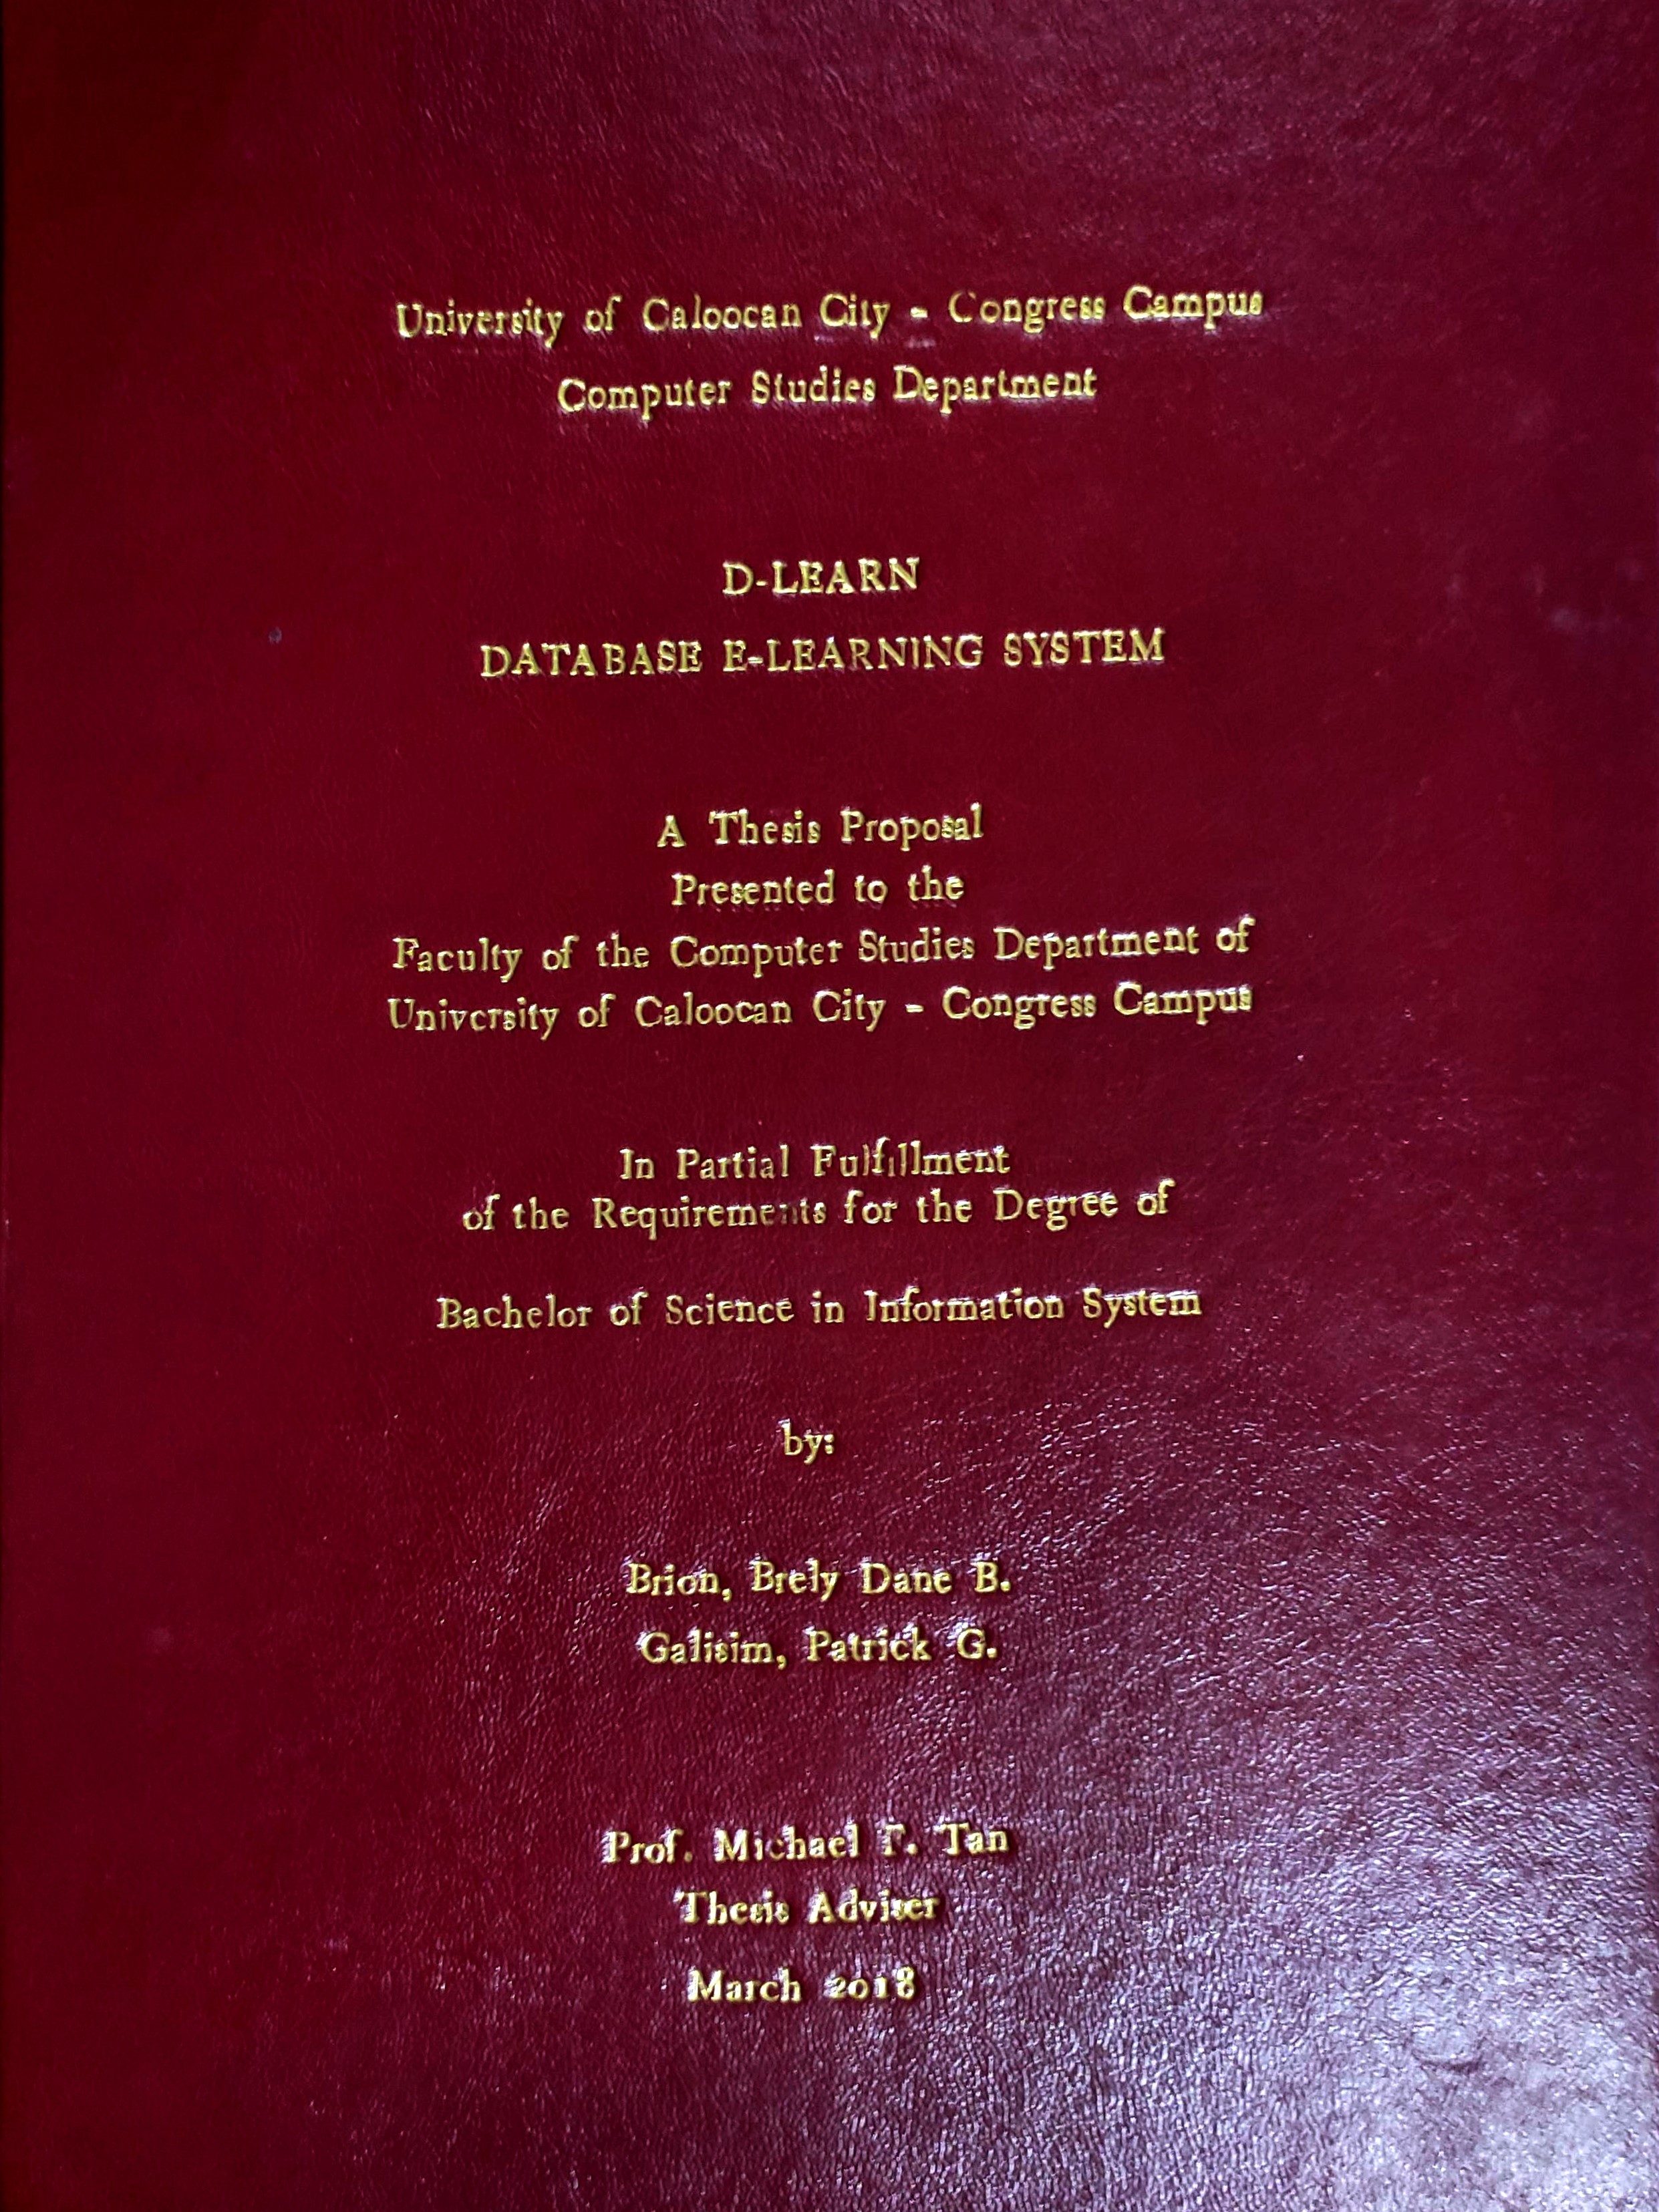 University of Caloocan City - Congress Campus
Computer Studies Department
D-LEARN
DATABASE E-LEARNING SYSTEM
A Thesis Proposal
Presented to the
Faculty of the Computer Studies Department of
University of Caloocan City - Congress Campus
In Partial Fulfillment
of the Requirements for the Degree of
Bachelor of Science in Information System
by:
Brion, Brely Dane B.
Galisim, Patrick G.
Prof. Michael Tan
Thesis Adviser
March 2018